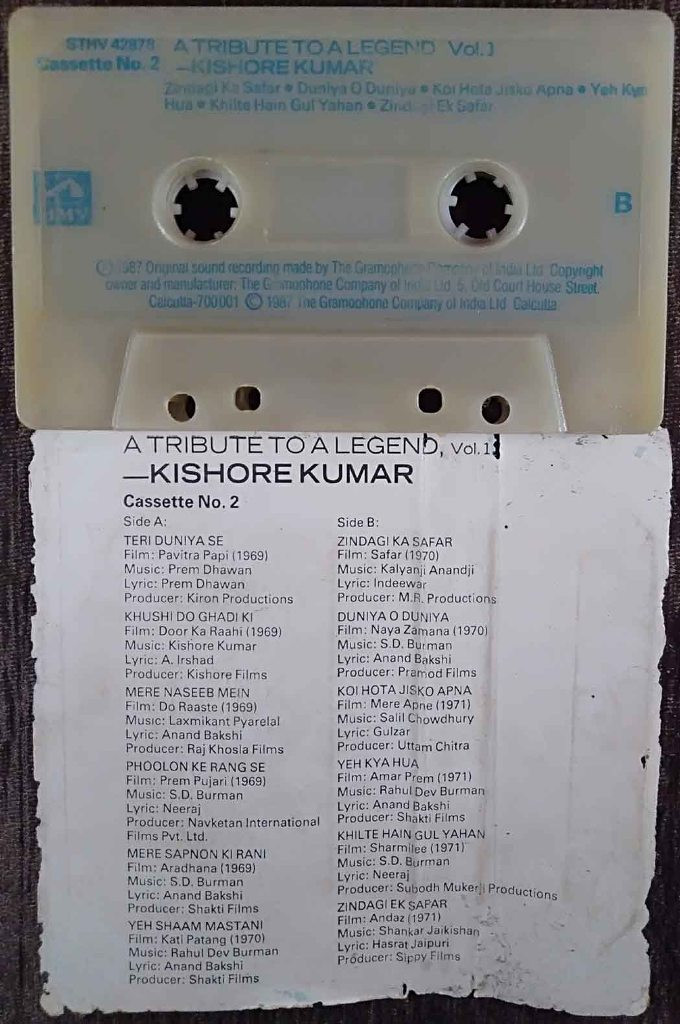 STHV 42878 A TRIBUTE TO A LEGEND Vol. 1
Cassette No. 2 —KISHORE KUMAR
Zindagi Ka Safar • Duniya O Duniya • Koi Hota Jisko Apna • Yeh Kya
Hua • Khilte Hain Gul Yahan • Zindagi Ek Safar
HMV
B
Ⓟ 1987 Original sound recording made by The Gramophone Company of India Ltd. Copyright
owner and manufacturer: The Gramophone Company of India Ltd. 5, Old Court House Street,
Calcutta-700001 © 1987 The Gramophone Company of India Ltd. Calcutta
A TRIBUTE TO A LEGEND, Vol.1
—KISHORE KUMAR
Cassette No. 2
Side A:
TERI DUNIYA SE
Film: Pavitra Papi (1969)
Music: Prem Dhawan
Lyric: Prem Dhawan
Producer: Kiron Productions
KHUSHI DO GHADI KI
Film: Door Ka Raahi (1969)
Music: Kishore Kumar
Lyric: A. Irshad
Producer: Kishore Films
MERE NASEEB MEIN
Film: Do Raaste (1969)
Music: Laxmikant Pyarelal
Lyric: Anand Bakshi
Producer: Raj Khosla Films
PHOOLON KE RANG SE
Film: Prem Pujari (1969)
Music: S.D. Burman
Lyric: Neeraj
Producer: Navketan International
Films Pvt. Ltd.
MERE SAPNON KI RANI
Film: Aradhana (1969)
Music: S.D. Burman
Lyric: Anand Bakshi
Producer: Shakti Films
YEH SHAAM MASTANI
Film: Kati Patang (1970)
Music: Rahul Dev Burman
Lyric: Anand Bakshi
Producer: Shakti Films
Side B:
ZINDAGI KA SAFAR
Film: Safar (1970)
Music: Kalyanji Anandji
Lyric: Indeewar
Producer: M.R. Productions
DUNIYA O DUNIYA
Film: Naya Zamana (1970)
Music: S.D. Burman
Lyric: Anand Bakshi
Producer: Pramod Films
KOI HOTA JISKO APNA
Film: Mere Apne (1971)
Music: Salil Chowdhury
Lyric: Gulzar
Producer: Uttam Chitra
YEH KYA HUA
Film: Amar Prem (1971)
Music: Rahul Dev Burman
Lyric: Anand Bakshi
Producer: Shakti Films
KHILTE HAIN GUL YAHAN
Film: Sharmilee (1971)
Music: S.D. Burman
Lyric: Neeraj
Producer: Subodh Mukerji Productions
ZINDAGI EK SAFAR
Film: Andaz (1971)
Music: Shankar Jaikishan
Lyric: Hasrat Jaipuri
Producer: Sippy Films